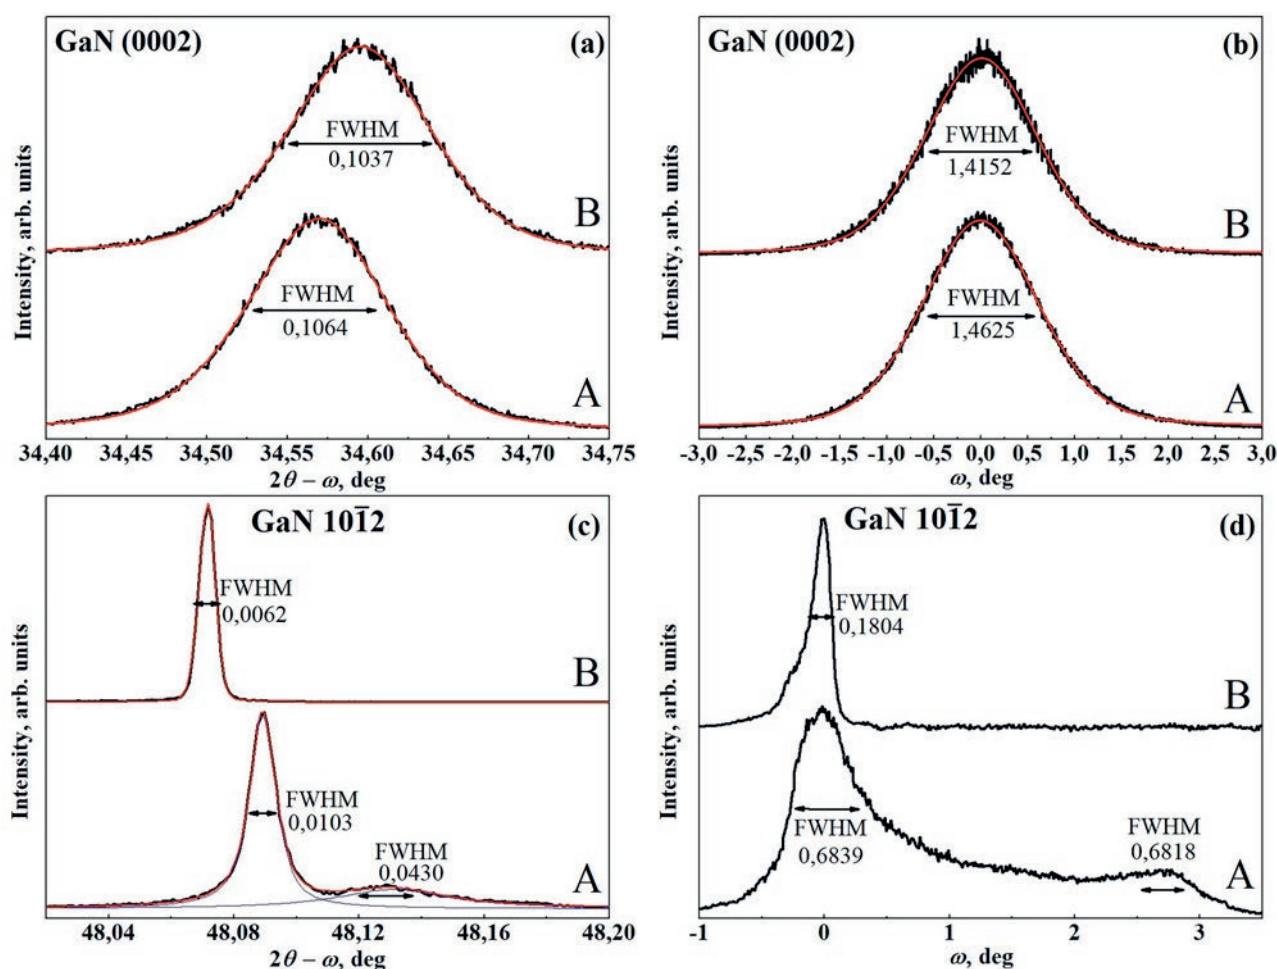 GaN (0002)
(a)
FWHM
0,1037
B
FWHM
0,1064
A
Intensity, arb. units
34,40 34,45 34,50 34,55 34,60 34,65 34,70 34,75
2θ – ω, deg
GaN (0002)
(b)
FWHM
1,4152
B
FWHM
1,4625
A
Intensity, arb. units
-3,0 -2,5 -2,0 -1,5 -1,0 -0,5 0,0 0,5 1,0 1,5 2,0 2,5 3,0
ω, deg
GaN 101̅2
(c)
FWHM
0,0062
B
FWHM
0,0103
FWHM
0,0430
A
Intensity, arb. units
48,04 48,08 48,12 48,16 48,20
2θ – ω, deg
GaN 101̅2
(d)
FWHM
0,1804
B
FWHM
0,6839
FWHM
0,6818
A
Intensity, arb. units
-1 0 1 2 3
ω, deg